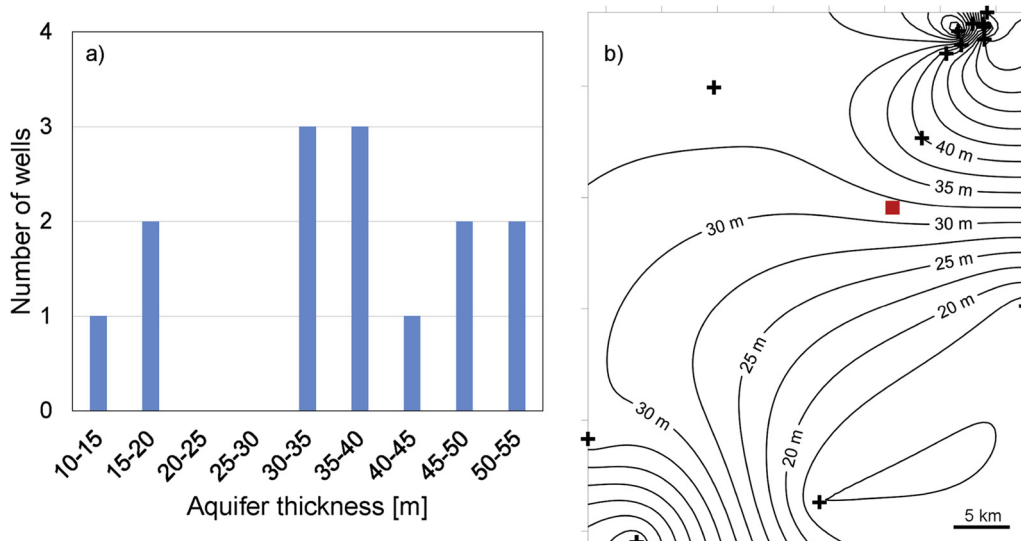 a)
4
3
2
1
0
Number of wells
10-15
15-20
20-25
25-30
30-35
35-40
40-45
45-50
50-55
Aquifer thickness [m]
b)
40 m
35 m
30 m
30 m
25 m
20 m
25 m
30 m
20 m
5 km